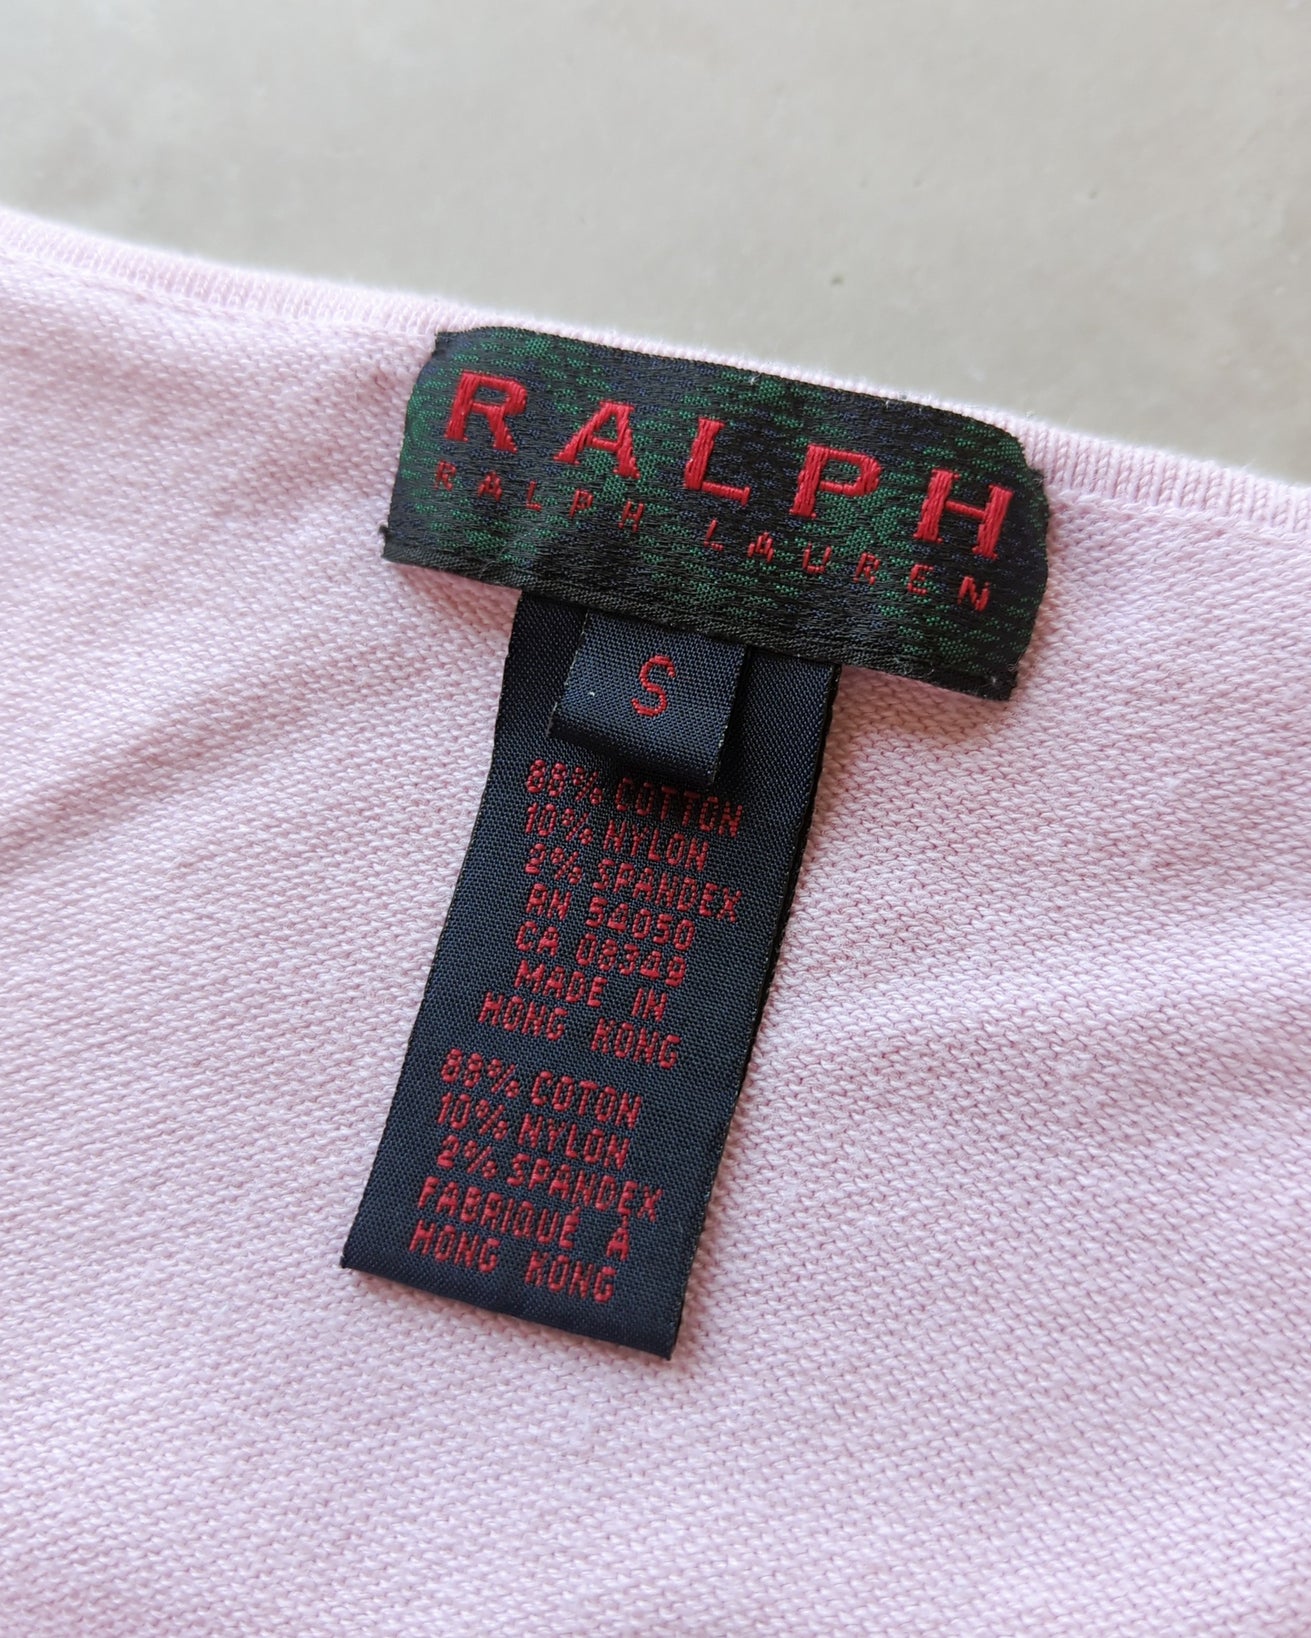 RALPH
RALPH LAUREN
S
88% COTTON
10% NYLON
2% SPANDEX
RN 54050
CA 08349
MADE IN
HONG KONG
88% COTON
10% NYLON
2% SPANDEX
FABRIQUÉ À
HONG KONG